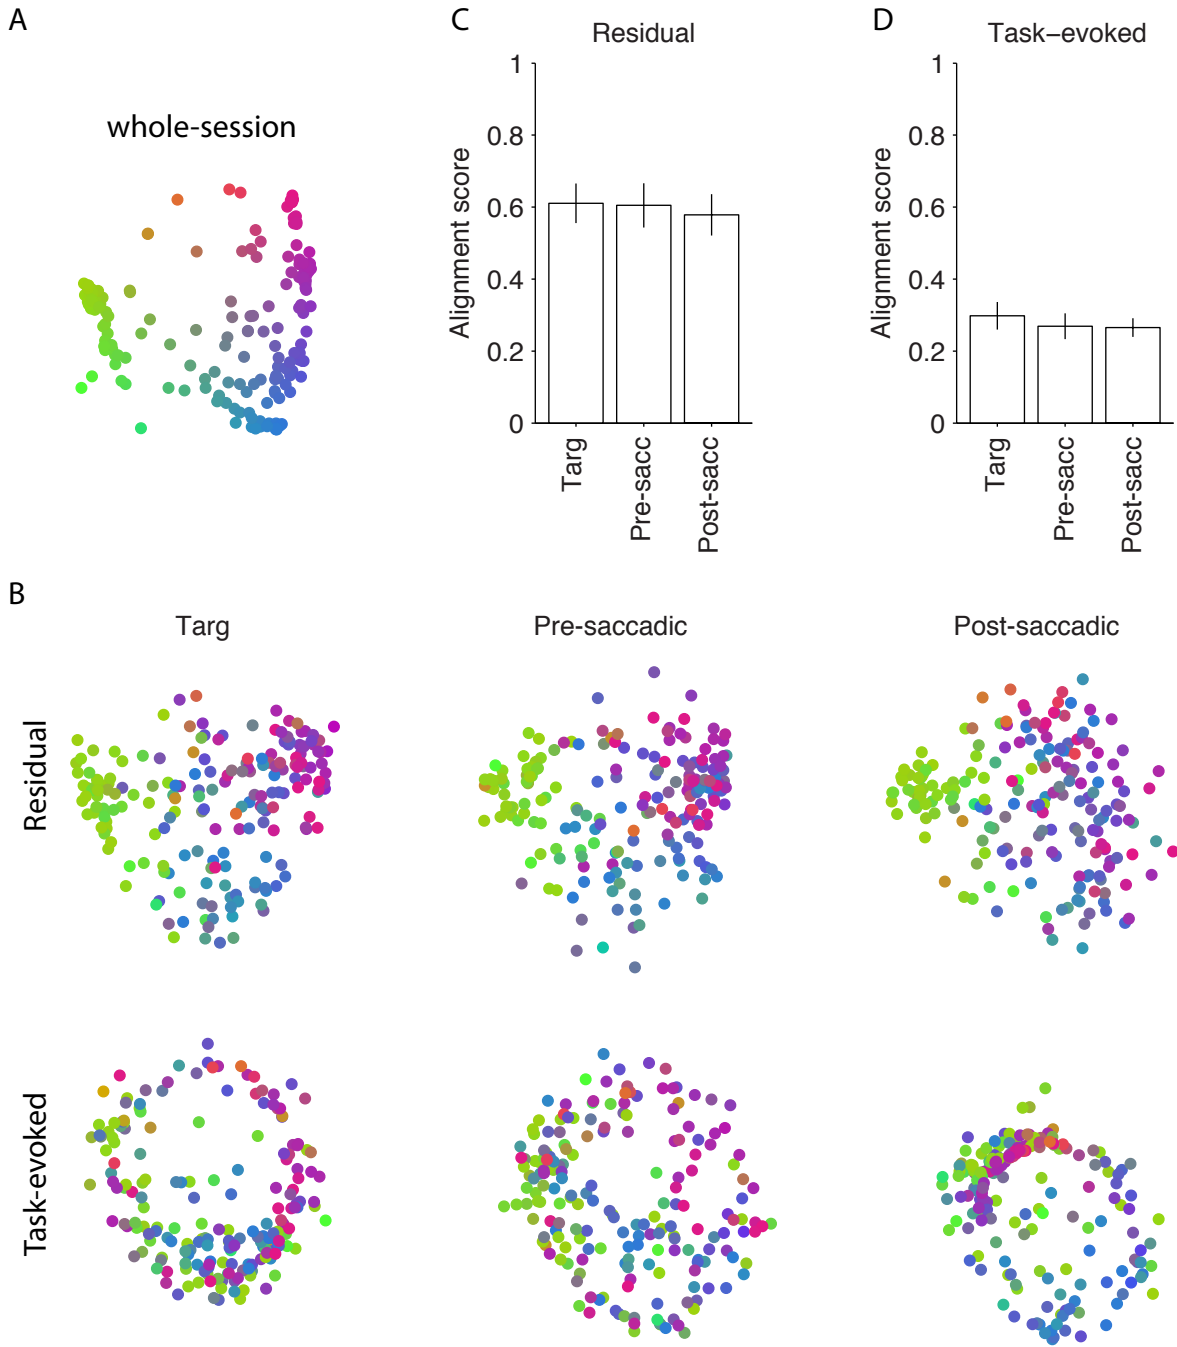 A
whole-session
C
Residual
Alignment score
1
0.8
0.6
0.4
0.2
0
Targ
Pre-sacc
Post-sacc
D
Task−evoked
Alignment score
1
0.8
0.6
0.4
0.2
0
Targ
Pre-sacc
Post-sacc
B
Targ
Pre-saccadic
Post-saccadic
Residual
Task-evoked